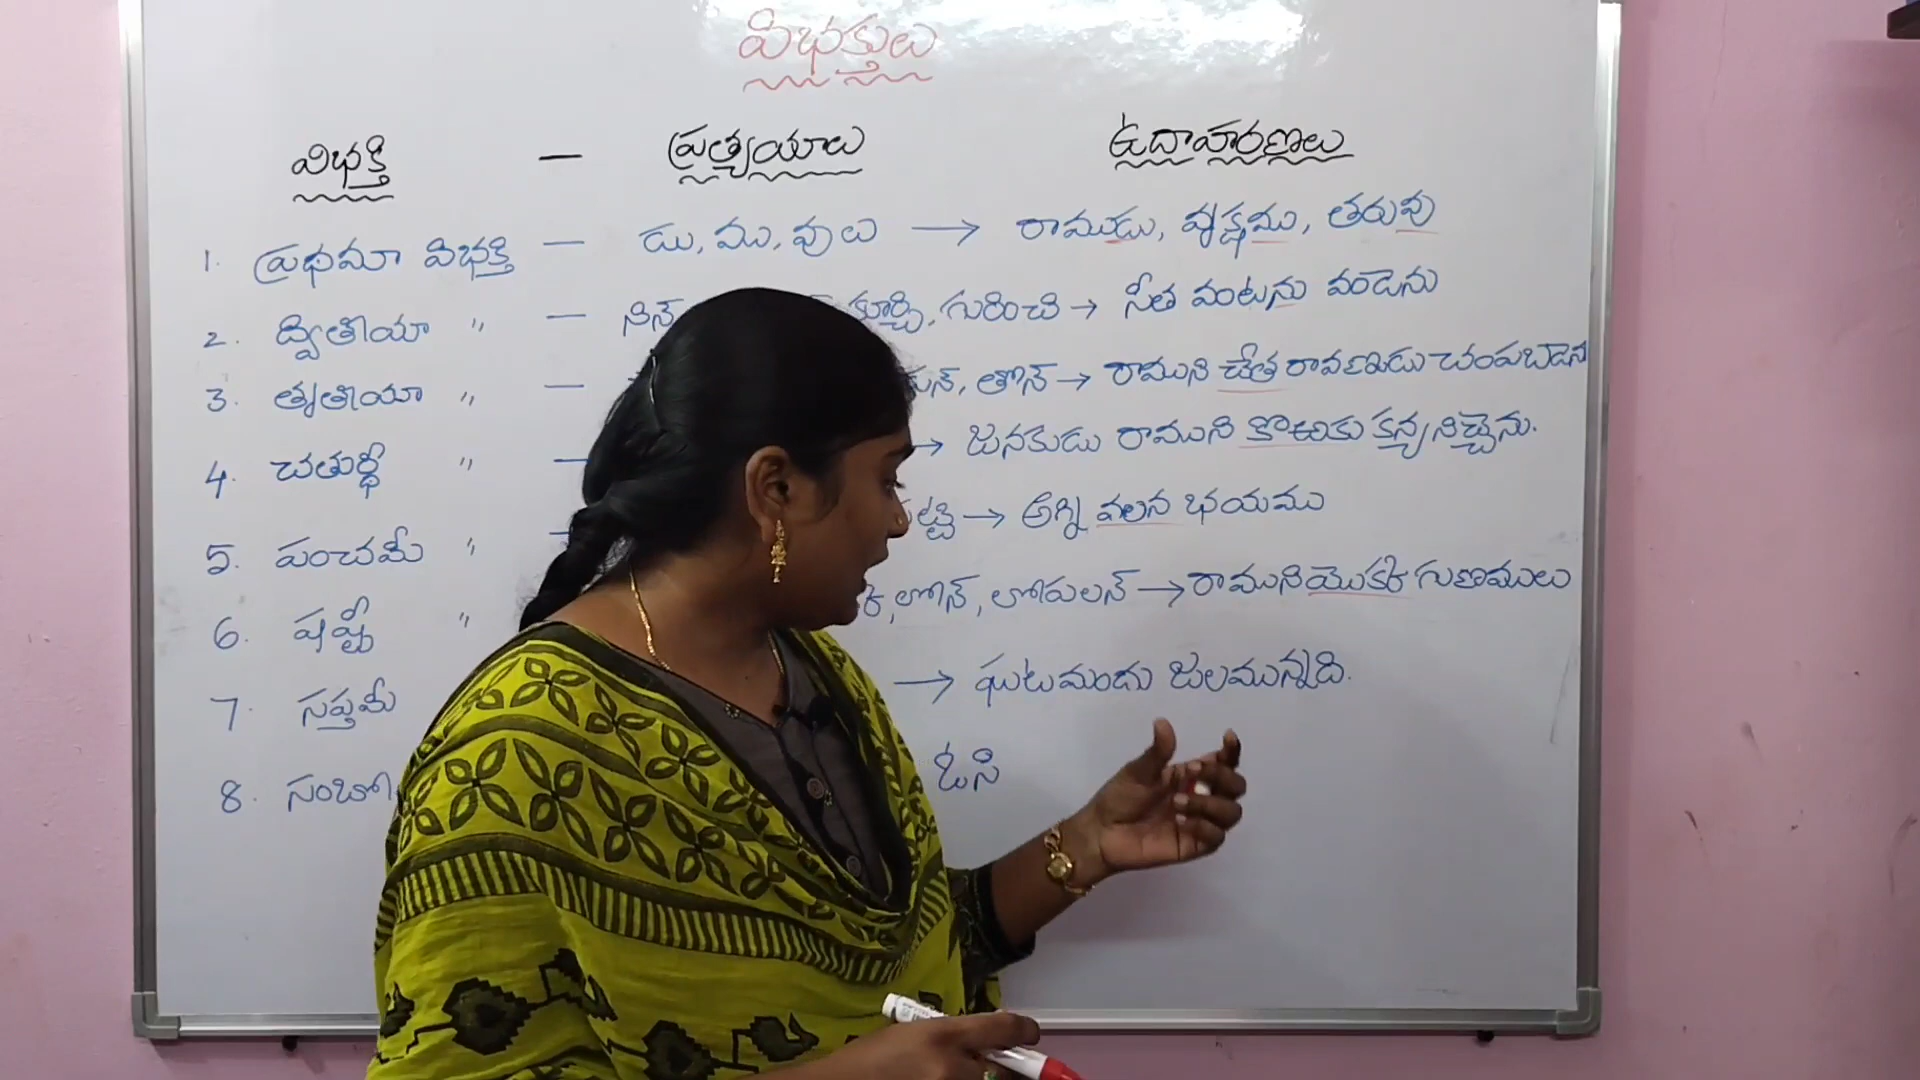 విభక్తులు
విభక్తి - ప్రత్యయాలు ఉదాహరణలు
1. ప్రథమా విభక్తి - డు, ము, వులు → రాముడు, వృక్షము, తరువు
2. ద్వితీయా " - నిన్ కూర్చి, గురించి → సీత వంటను వండెను
3. తృతీయా " - తోన్ → రాముని చేత రావణుడు చంపబడెను
4. చతుర్థీ " - → జనకుడు రాముని కొఱకు కన్య నిచ్చెను.
5. పంచమీ " - → అగ్ని వలన భయము
6. షష్ఠీ " లోన్, లోపలన్ → రాముని యొక్క గుణములు
7. సప్తమీ → ఘటమందు జలమున్నది.
8. ఓసి